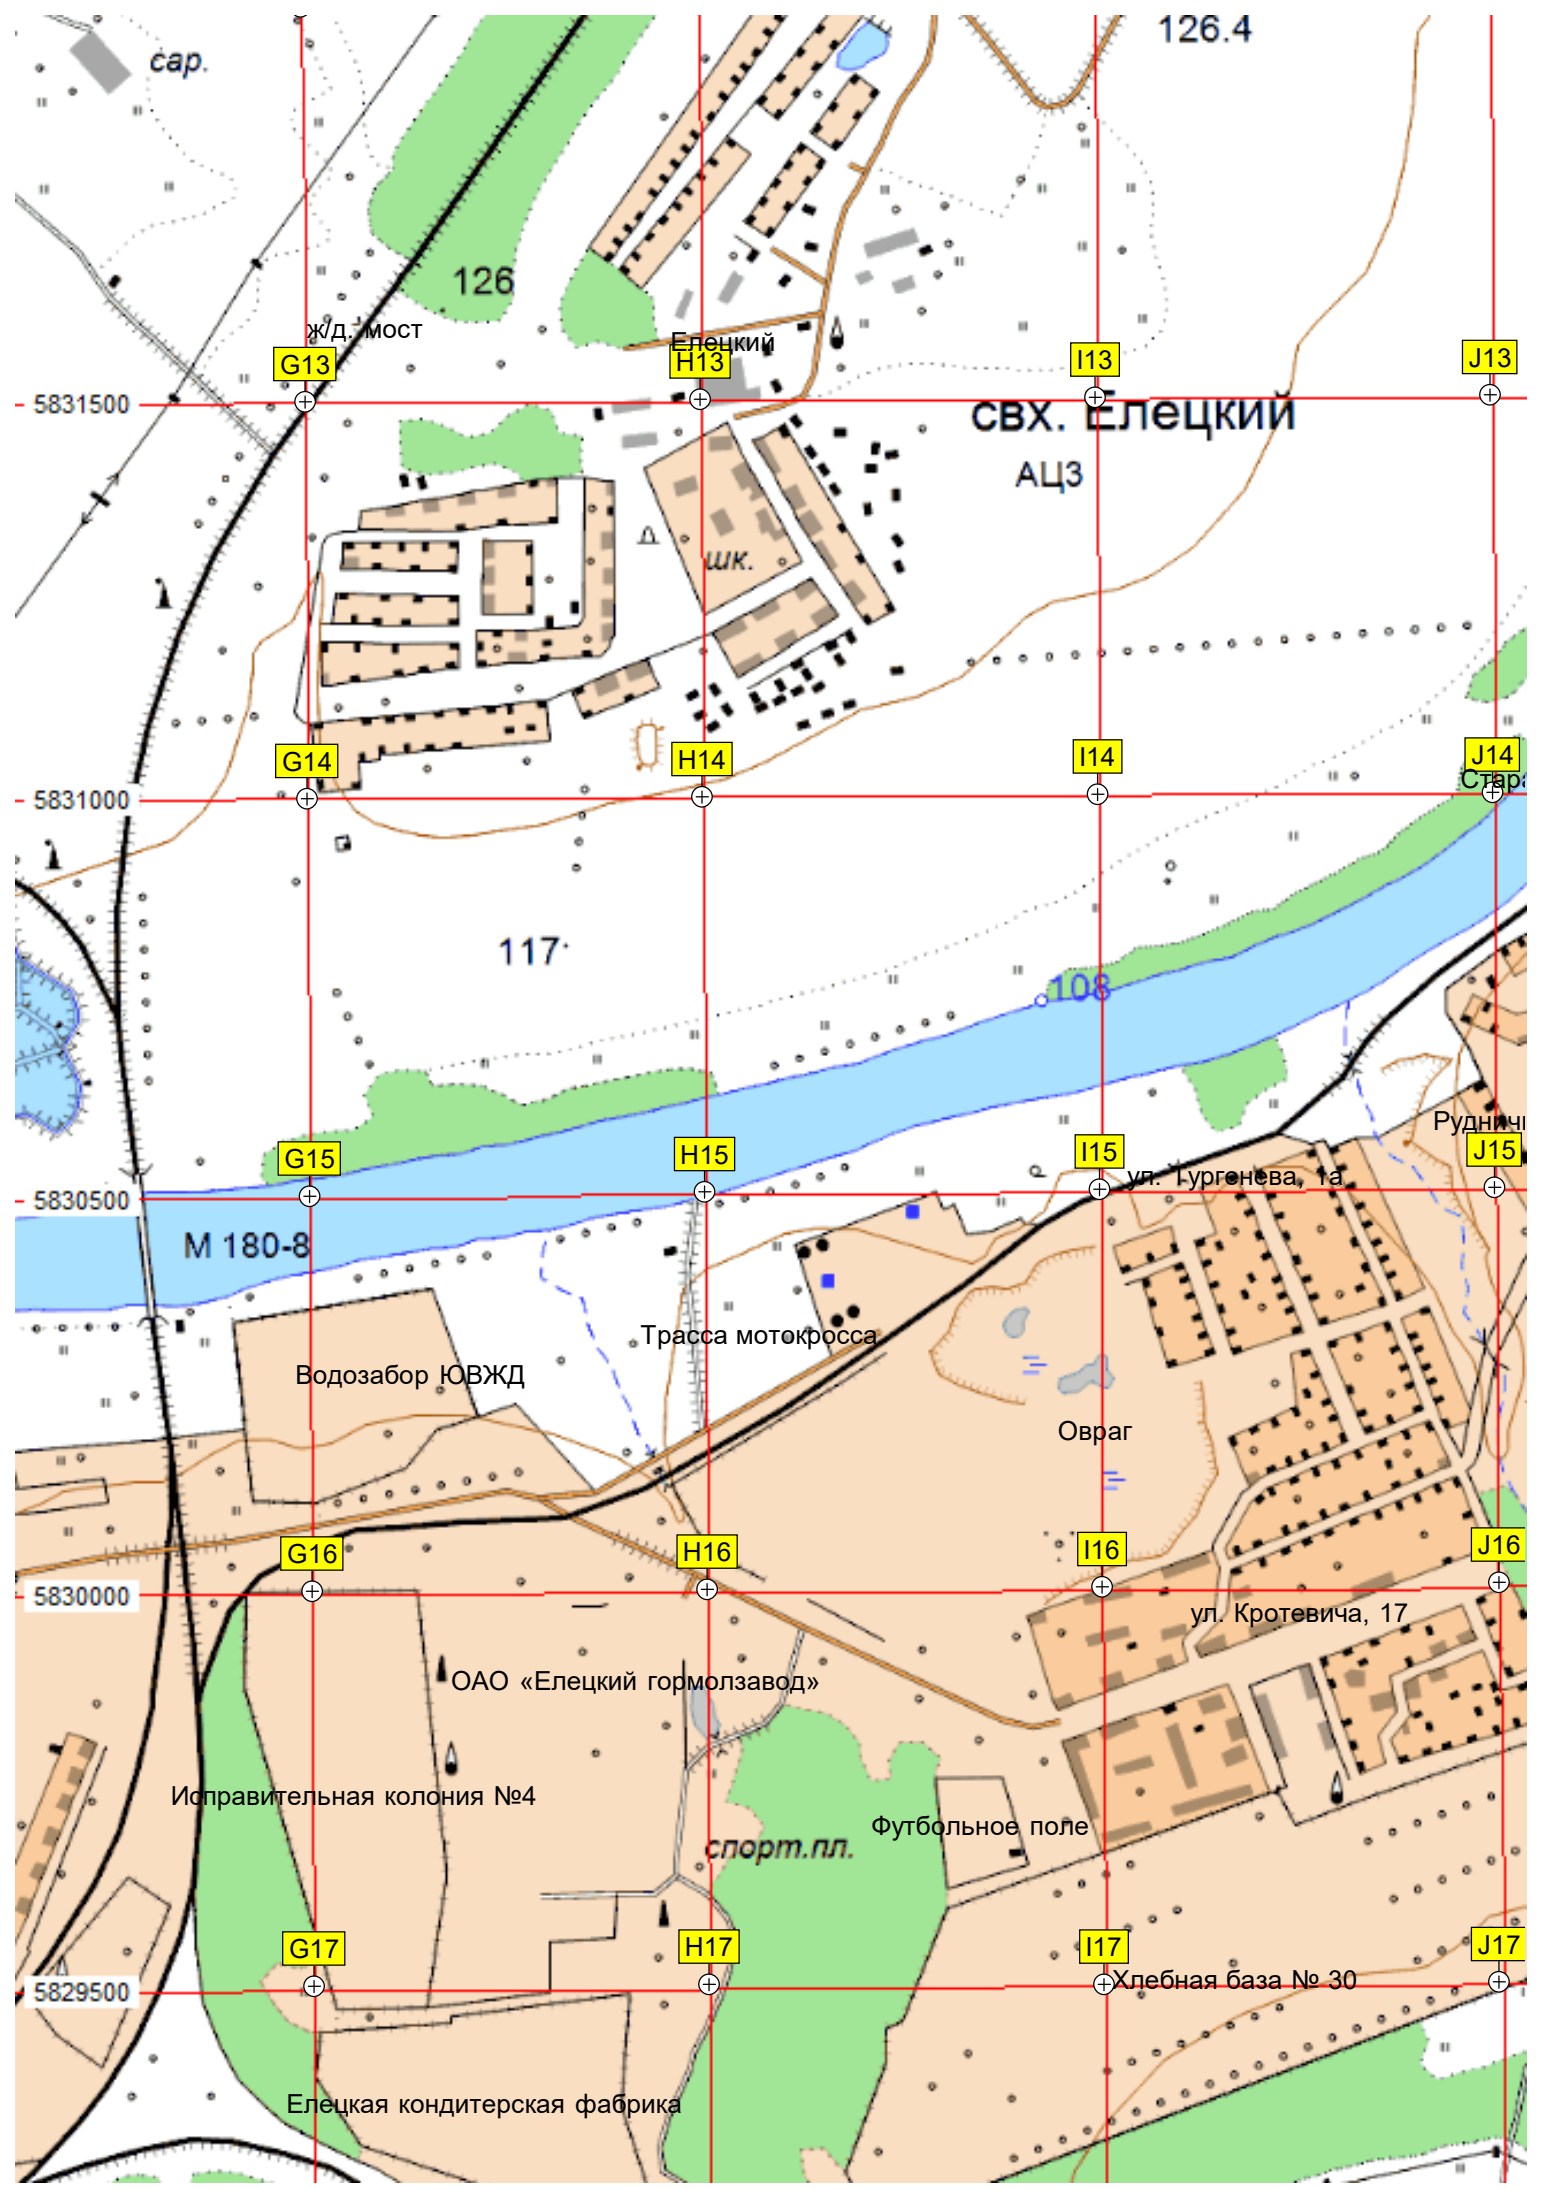 126.4
сар.
126
ж/д. мост
Елецкий
G13
H13
I13
J13
5831500
свх. Елецкий
АЦЗ
шк.
G14
H14
I14
J14
5831000
117
108
G15
H15
I15
J15
ул. Тургенева, 1а
5830500
М 180-8
Трасса мотокросса
Водозабор ЮВЖД
Овраг
G16
H16
I16
J16
5830000
ул. Кротевича, 17
ОАО «Елецкий гормолзавод»
Исправительная колония №4
Футбольное поле
спорт.пл.
G17
H17
I17
J17
Хлебная база № 30
5829500
Елецкая кондитерская фабрика